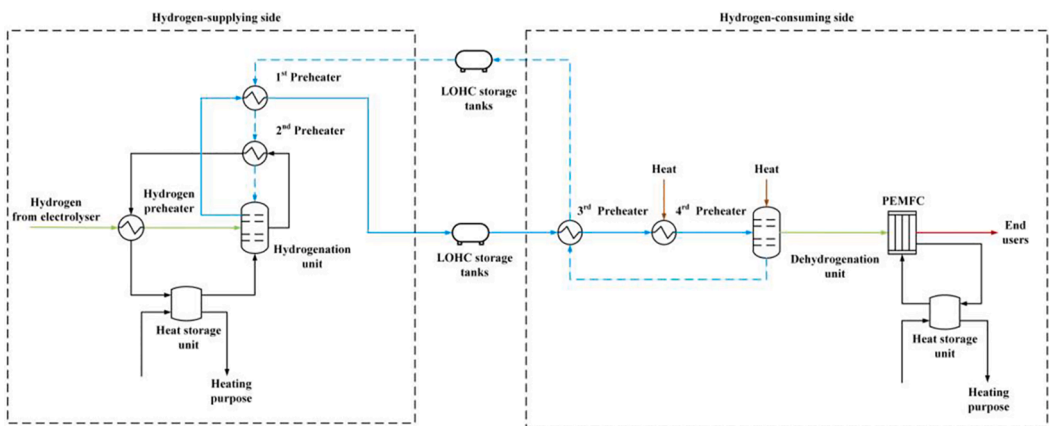 Hydrogen-supplying side
Hydrogen-consuming side
1st Preheater
LOHC storage
tanks
2nd Preheater
Hydrogen
from electrolyser
Hydrogen
preheater
Hydrogenation
unit
Heat storage
unit
Heating
purpose
LOHC storage
tanks
3rd Preheater
Heat
4rd Preheater
Heat
Dehydrogenation
unit
PEMFC
End
users
Heat storage
unit
Heating
purpose